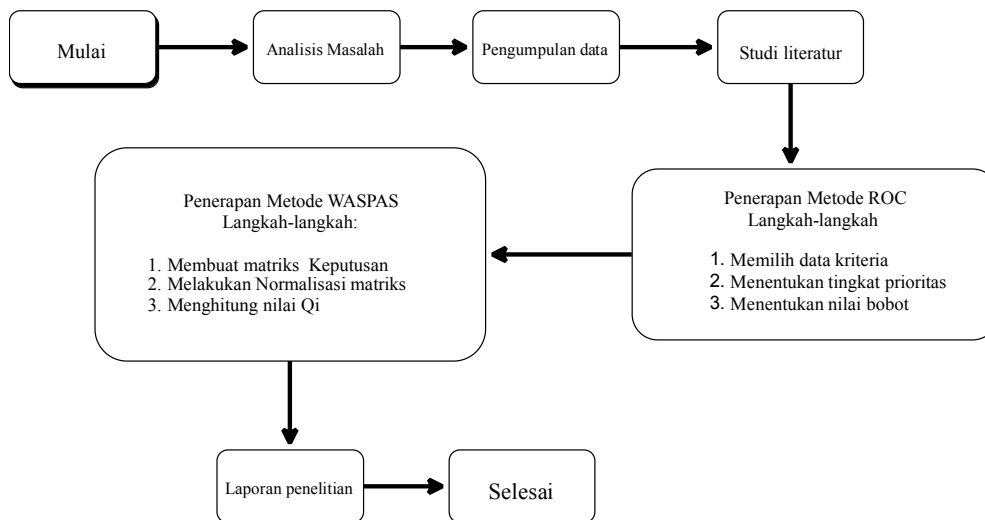 Mulai
Analisis Masalah
Pengumpulan data
Studi literatur
Penerapan Metode ROC
Langkah-langkah
1. Memilih data kriteria
2. Menentukan tingkat prioritas
3. Menentukan nilai bobot
Penerapan Metode WASPAS
Langkah-langkah:
1. Membuat matriks Keputusan
2. Melakukan Normalisasi matriks
3. Menghitung nilai Qi
Laporan penelitian
Selesai